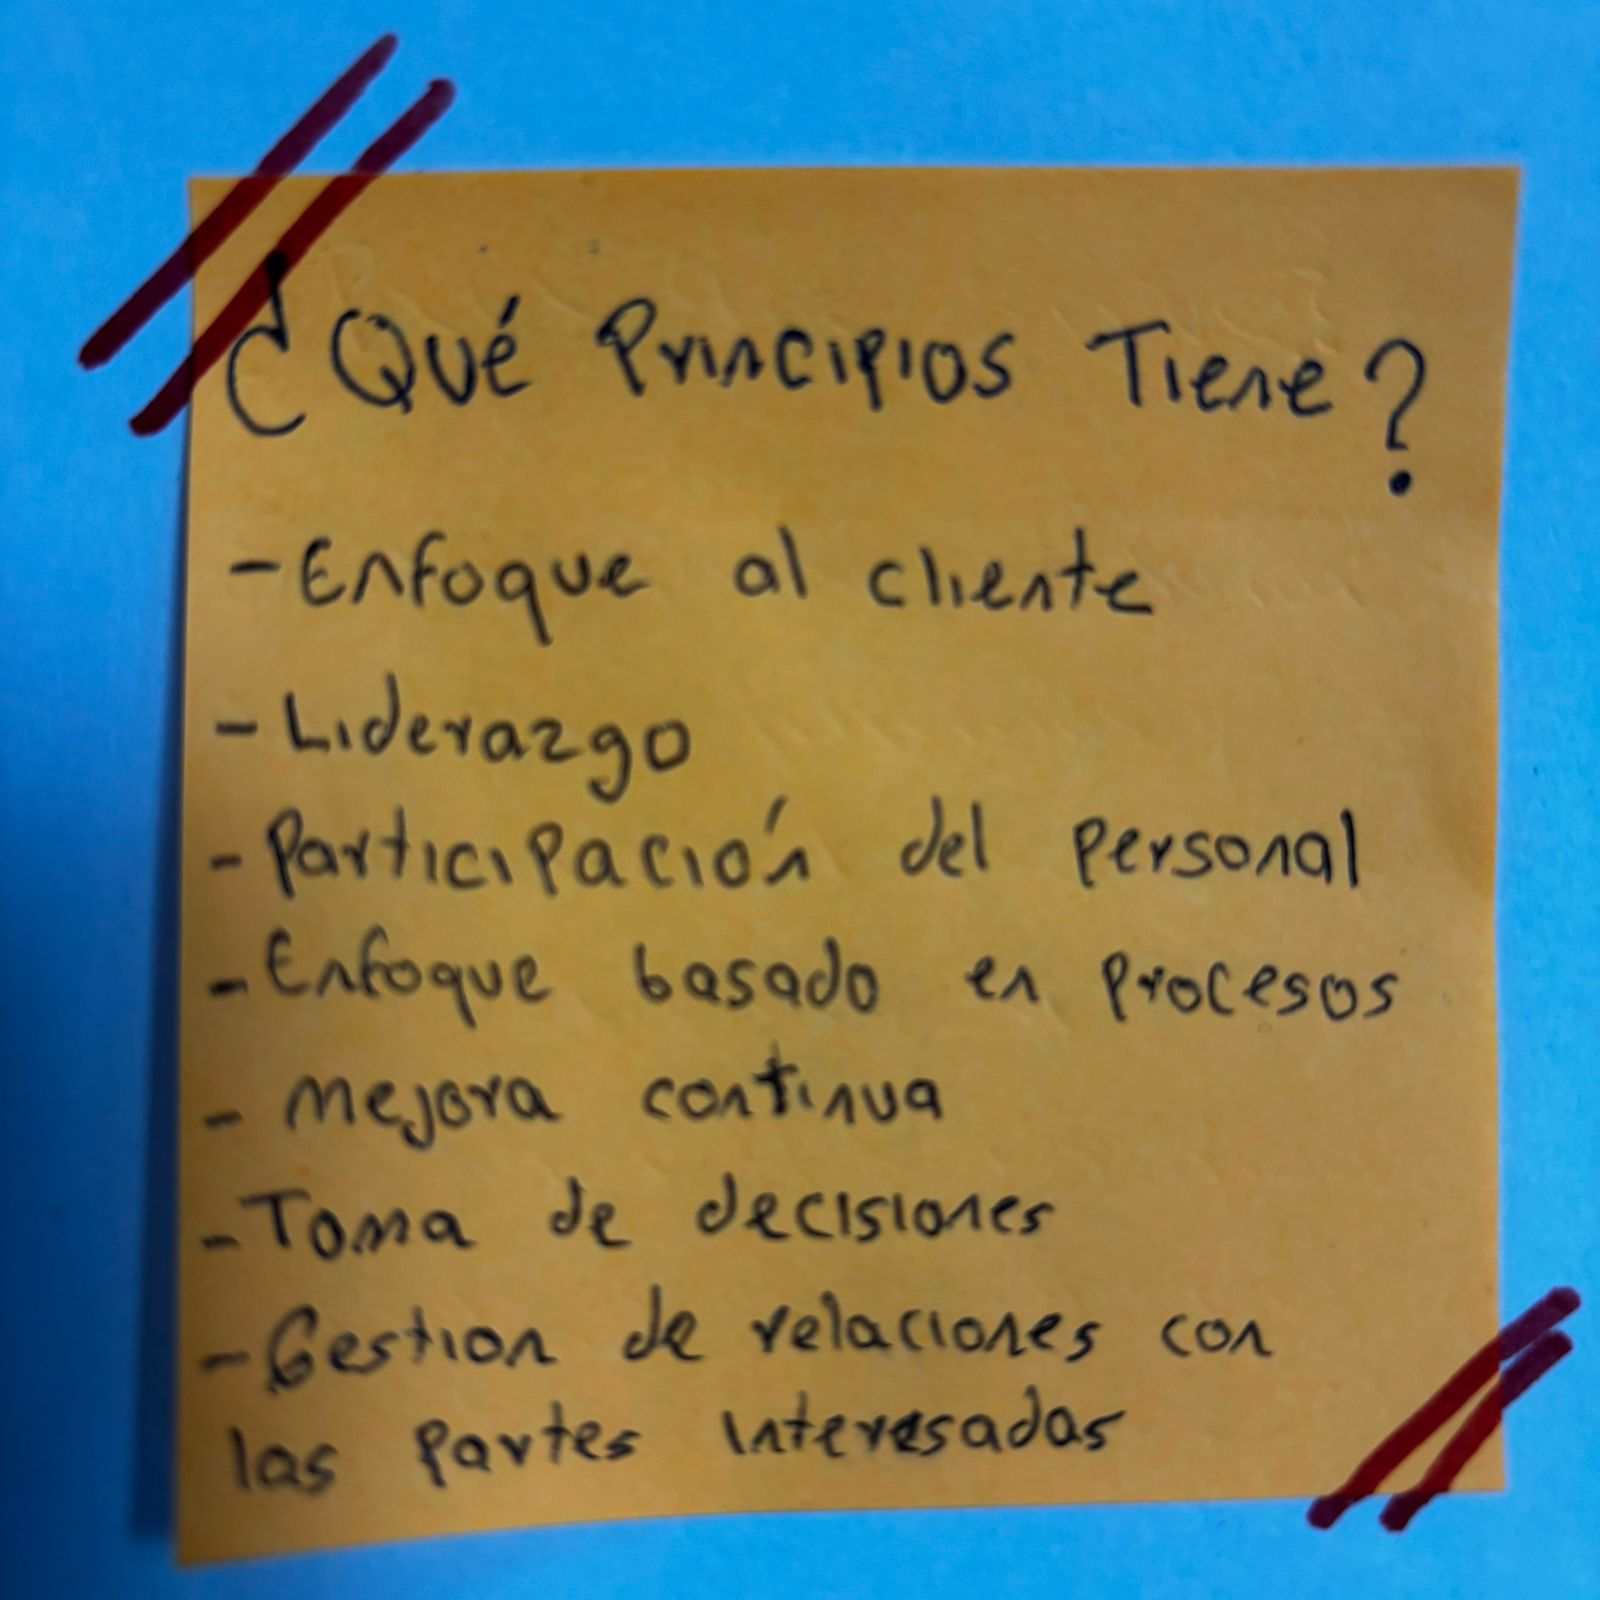 ¿Qué Principios Tiene?
- Enfoque al cliente
- Liderazgo
- Participación del personal
- Enfoque basado en procesos
- Mejora continua
- Toma de decisiones
- Gestion de relaciones con
las partes interesadas